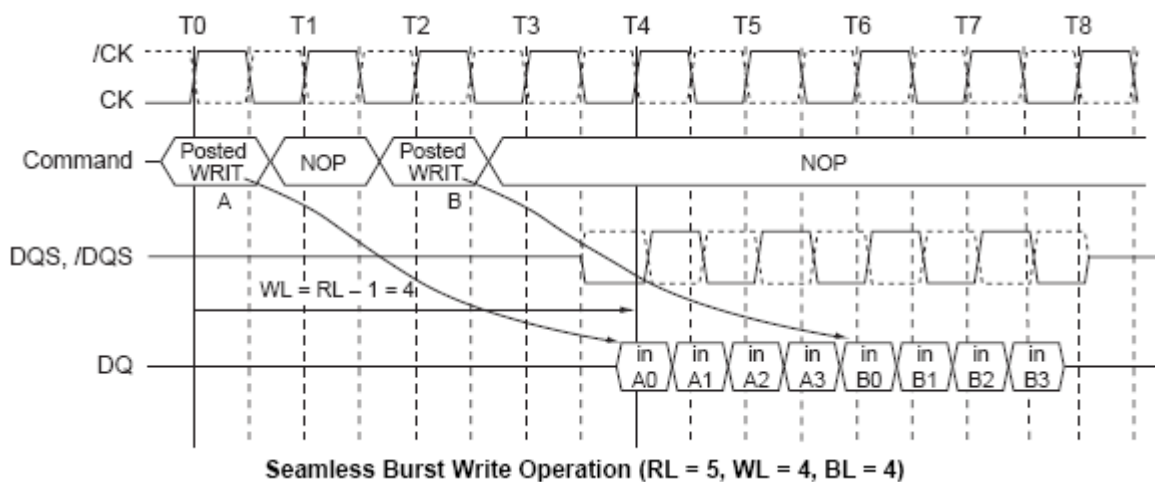 T0 T1 T2 T3 T4 T5 T6 T7 T8
/CK
CK
Command
Posted
WRIT
A
NOP
Posted
WRIT
B
NOP
DQS, /DQS
WL = RL – 1 = 4
DQ
in
A0
in
A1
in
A2
in
A3
in
B0
in
B1
in
B2
in
B3
Seamless Burst Write Operation (RL = 5, WL = 4, BL = 4)